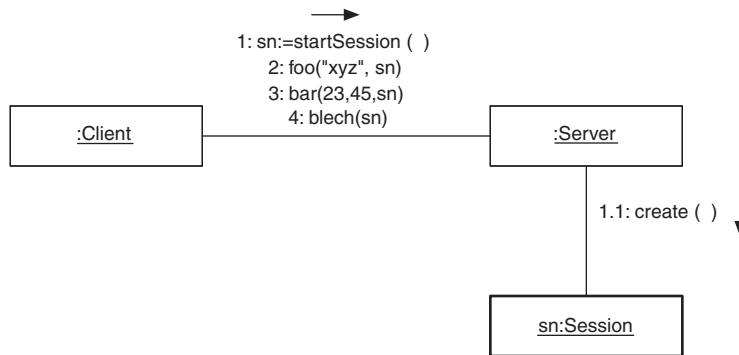 1: sn:=startSession ( )
2: foo("xyz", sn)
3: bar(23,45,sn)
4: blech(sn)
:Client
:Server
1.1: create ( )
sn:Session